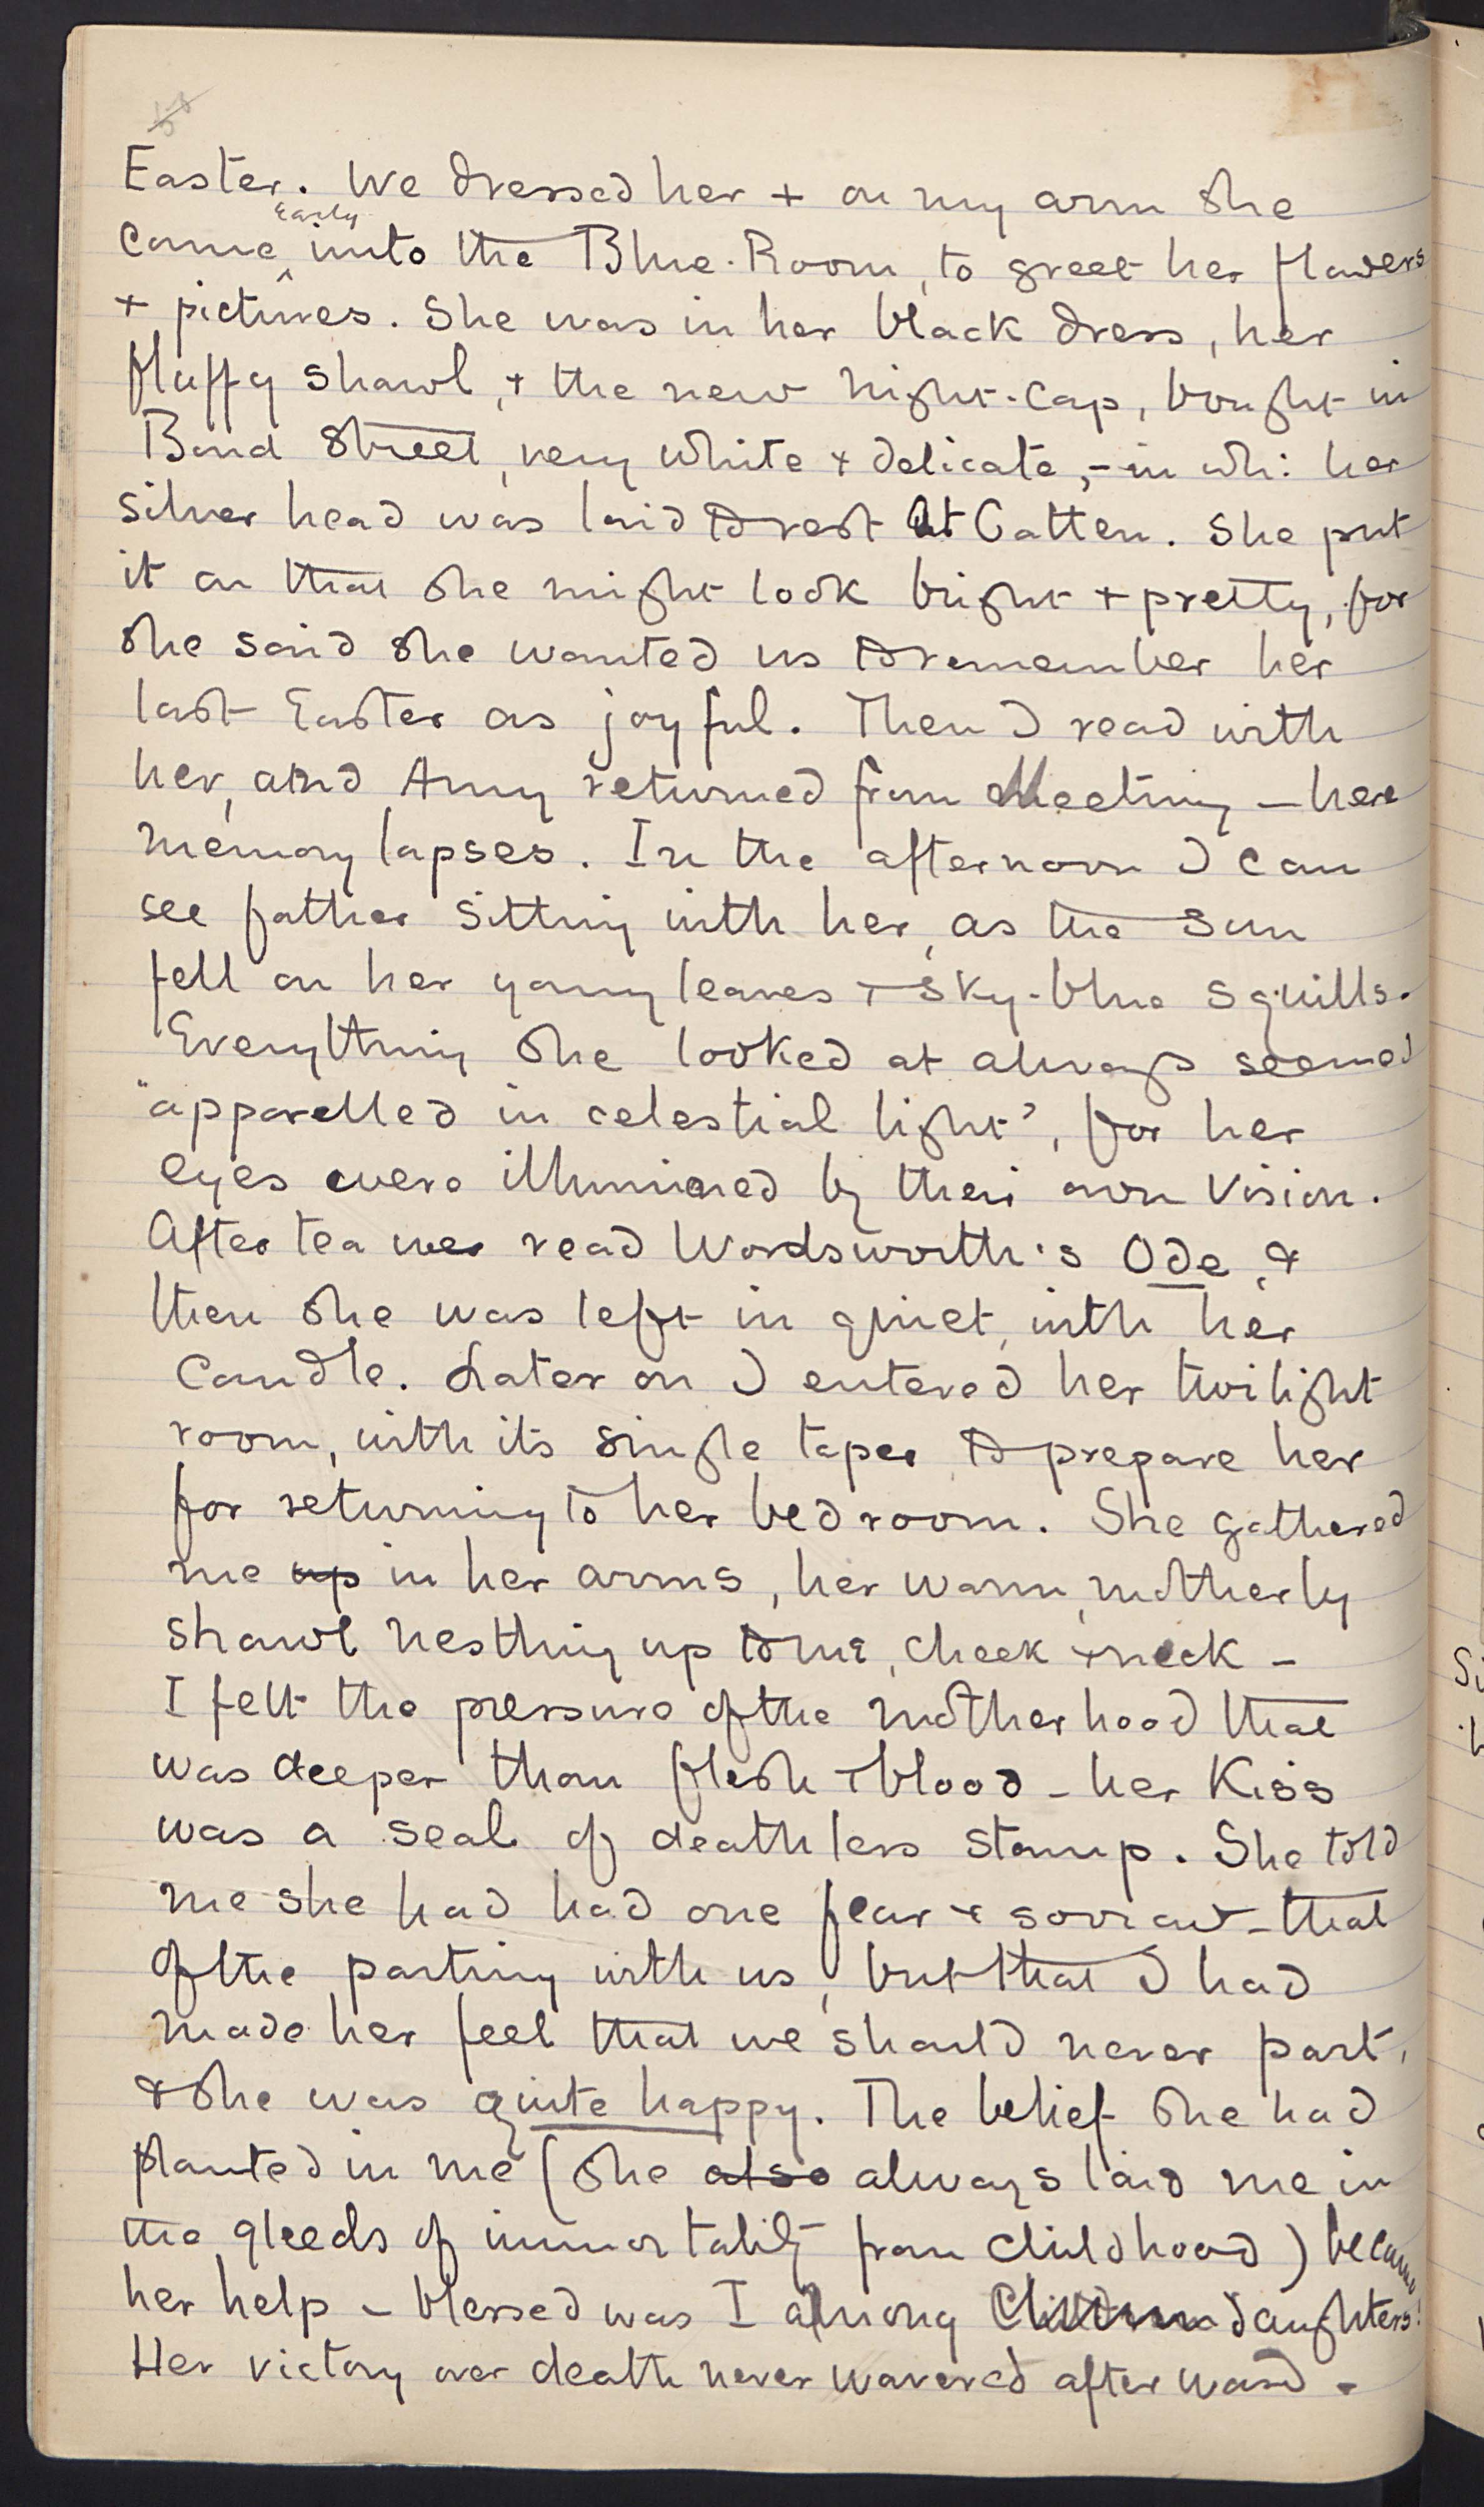 58
Easter. We dressed her + on my arm she
came early into the Blue-Room, to greet her flowers
+ pictures. She was in her black dress, her
fluffy shawl, + the new night-cap, bought in
Bond Street, very white + delicate, - in wh: her
silver head was laid to rest at Catten. She put
it on that she might look bright + pretty, for
she said she wanted us to remember her
last Easter as joyful. Then I read with
her, and Amy returned from Meeting – here
memory lapses. In the afternoon I can
see father sitting with her, as the sun
fell on her young leaves + sky-blue squills.
Everything she looked at always seemed
"apparelled in celestial light", for her
eyes were illumined by their own vision.
After tea we read Wordsworth's Ode, &
then she was left in quiet, with her
candle. Later on I entered her twilight
room, with its single taper to prepare her
for returning to her bedroom. She gathered
me up in her arms, her warm, motherly
shawl nestling up to me, cheek + neck –
I felt the pressure of the motherhood that
was deeper than flesh + blood – her kiss
was a seal of deathless stamp. She told
me she had had one fear + sorrow – that
of the parting with us, but that I had
made her feel that we should never part,
& she was quite happy. The belief she had
planted in me (she also always laid me in
the gleeds of immortality from childhood) became
her help – blessed was I among daughters!
Her victory over death never wavered afterward.